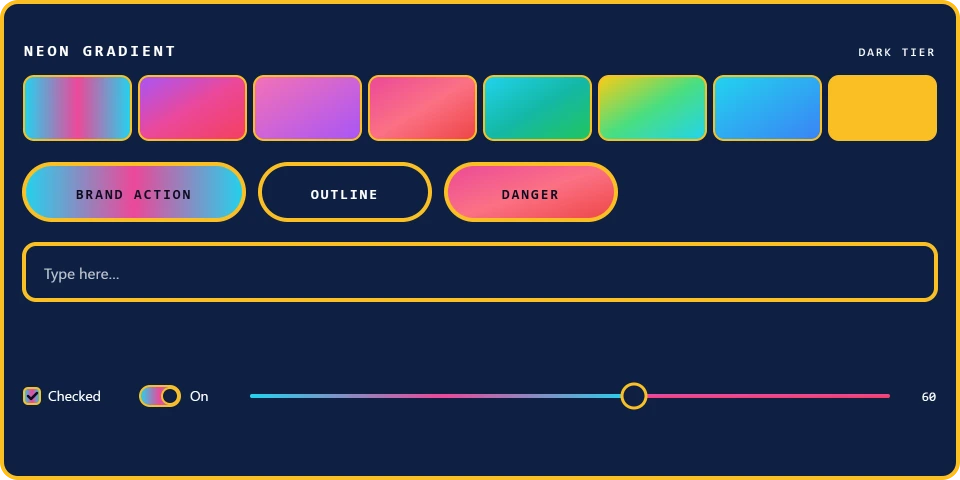 NEON GRADIENT
DARK TIER
BRAND ACTION
OUTLINE
DANGER
Type here...
Checked
On
60